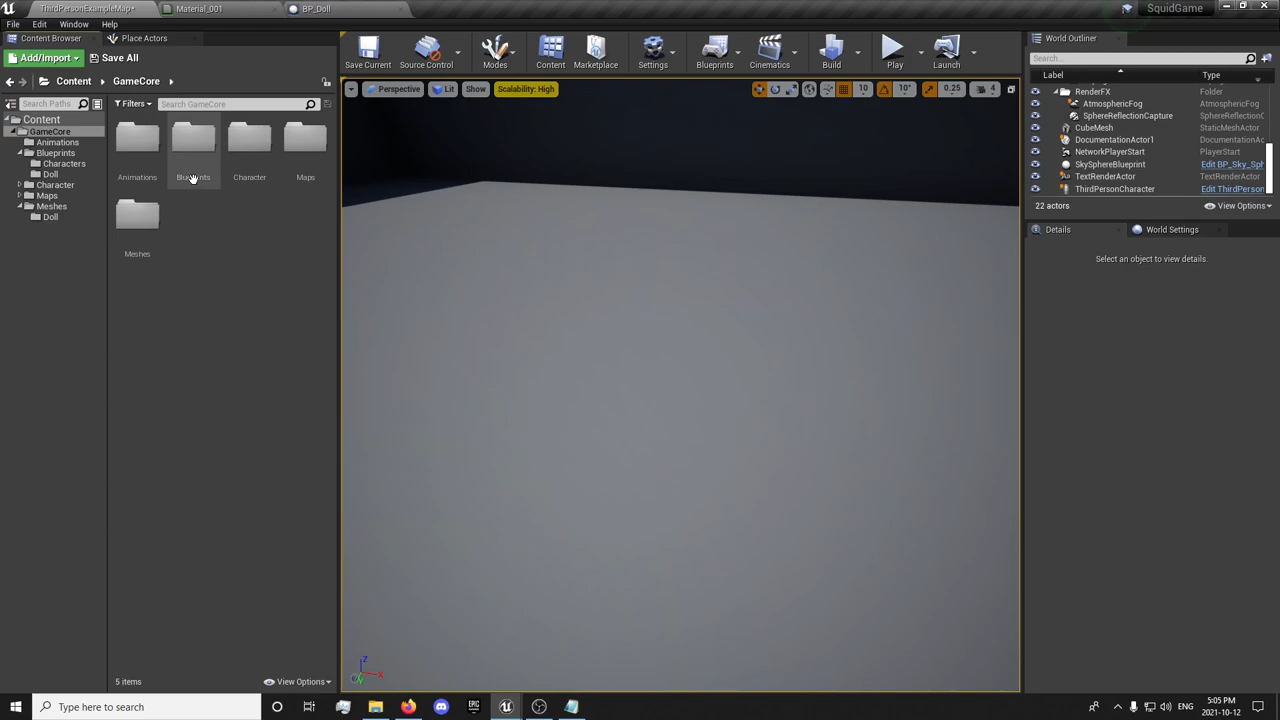 ThirdPersonExampleMap*
Material_001
BP_Doll
SquidGame
File Edit Window Help
Content Browser
Place Actors
World Outliner
Add/Import
Save All
Save Current
Source Control
Modes
Content
Marketplace
Settings
Blueprints
Cinematics
Build
Play
Launch
Search...
Label
Type
Content
GameCore
Search Paths
Filters
Search GameCore
Perspective
Lit
Show
Scalability: High
10
10°
0.25
4
RenderFX Folder
AtmosphericFog AtmosphericFog
SphereReflectionCapture SphereReflectionC
CubeMesh StaticMeshActor
DocumentationActor1 DocumentationAc
NetworkPlayerStart PlayerStart
SkySphereBlueprint Edit BP_Sky_Sph
TextRenderActor TextRenderActor
ThirdPersonCharacter Edit ThirdPerson
22 actors
View Options
Details
World Settings
Select an object to view details.
Content
GameCore
Animations
Blueprints
Characters
Doll
Character
Maps
Meshes
Doll
Animations
Blueprints
Character
Maps
Meshes
5 items
View Options
Z
X
Type here to search
EPIC
ENG
5:05 PM
2021-10-12